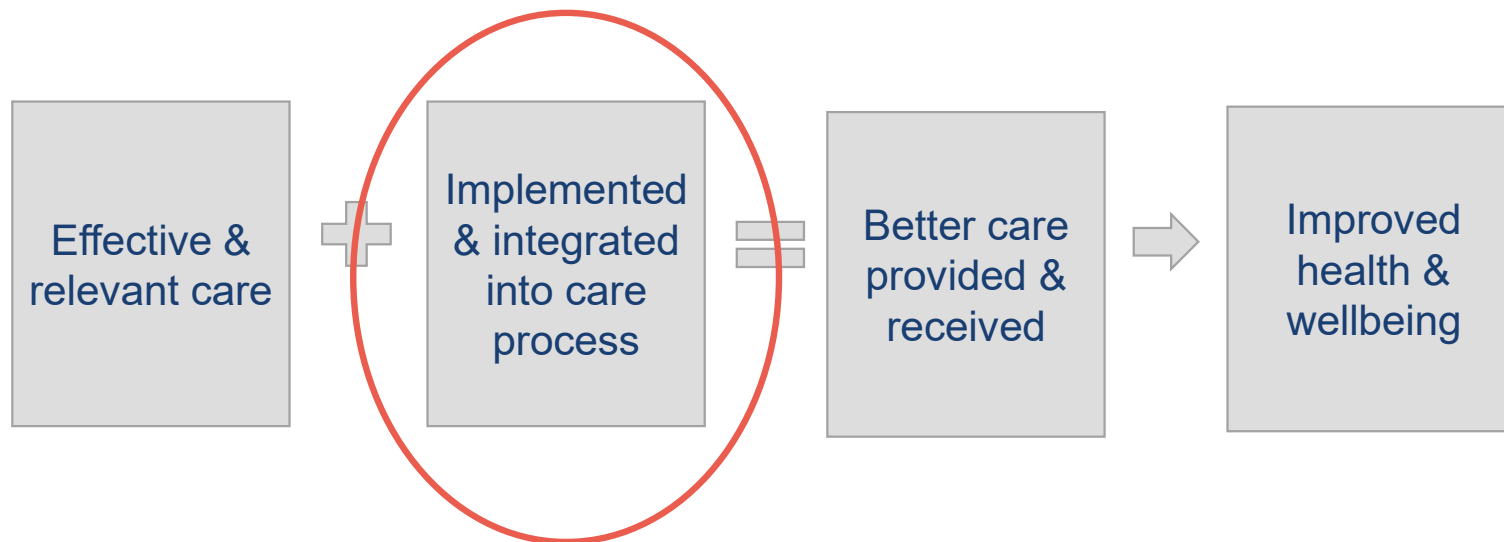 Effective &
relevant care
Implemented
& integrated
into care
process
Better care
provided &
received
Improved
health &
wellbeing